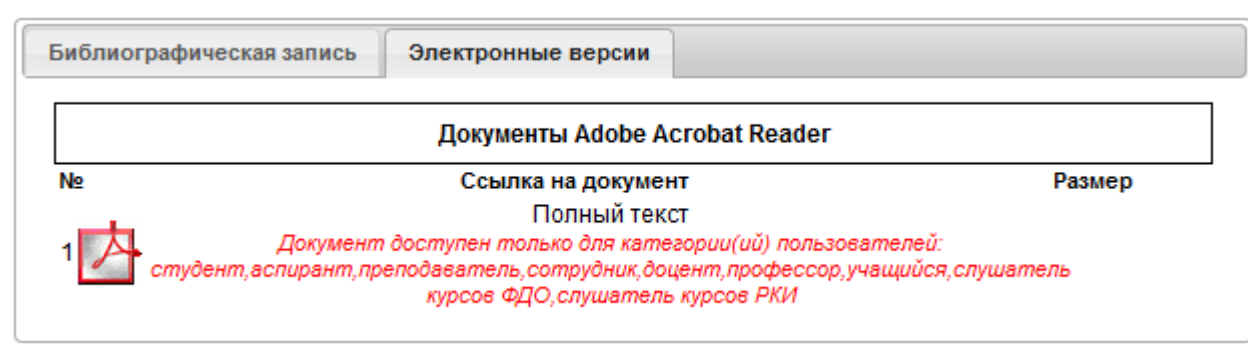 Библиографическая запись Электронные версии
Документы Adobe Acrobat Reader
№ Ссылка на документ Размер
Полный текст
1 Документ доступен только для категории(ий) пользователей:
студент,аспирант,преподаватель,сотрудник,доцент,профессор,учащийся,слушатель
курсов ФДО,слушатель курсов РКИ